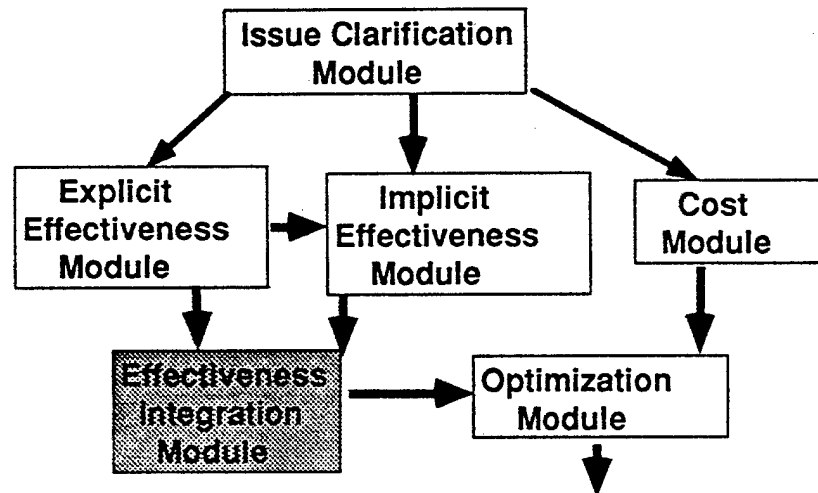 Issue Clarification
Module
Explicit
Effectiveness
Module
Implicit
Effectiveness
Module
Cost
Module
Effectiveness
Integration
Module
Optimization
Module